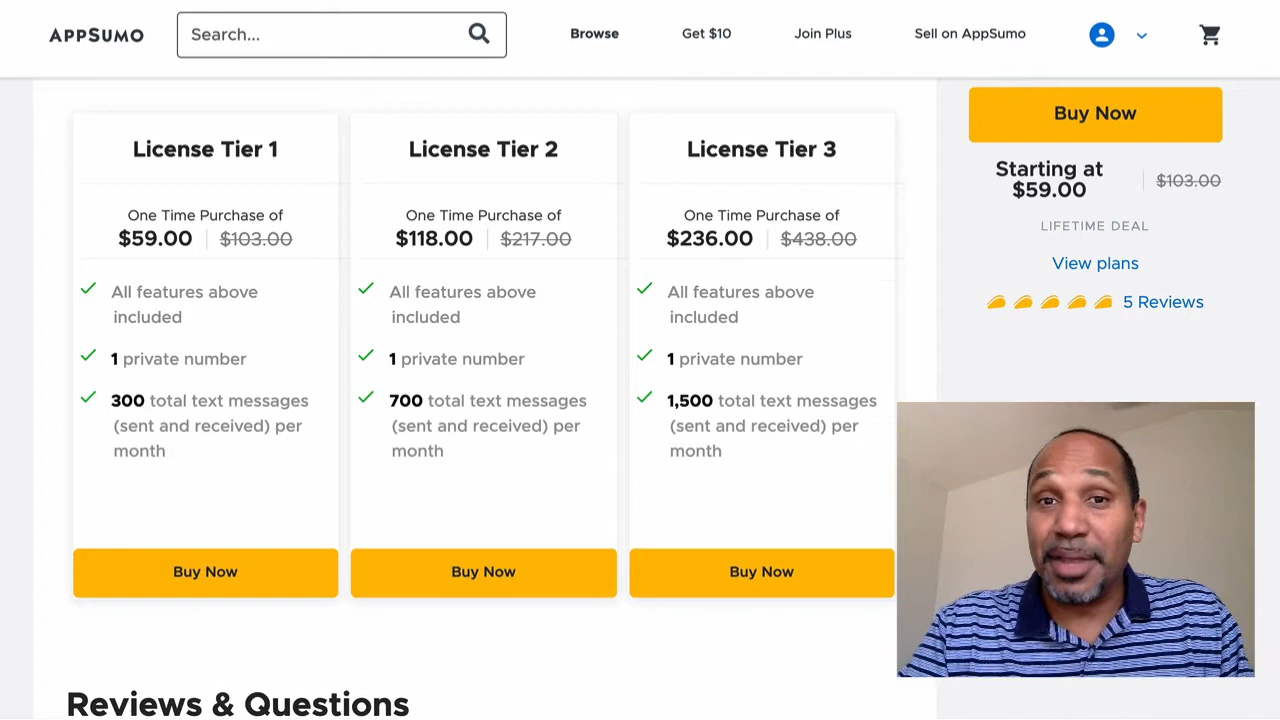 APPSUMO
Search...
Browse
Get $10
Join Plus
Sell on AppSumo
License Tier 1
One Time Purchase of
$59.00 $103.00
All features above
included
1 private number
300 total text messages
(sent and received) per
month
Buy Now
License Tier 2
One Time Purchase of
$118.00 $217.00
All features above
included
1 private number
700 total text messages
(sent and received) per
month
Buy Now
License Tier 3
One Time Purchase of
$236.00 $438.00
All features above
included
1 private number
1,500 total text messages
(sent and received) per
month
Buy Now
Buy Now
Starting at
$59.00 $103.00
LIFETIME DEAL
View plans
5 Reviews
Reviews & Questions